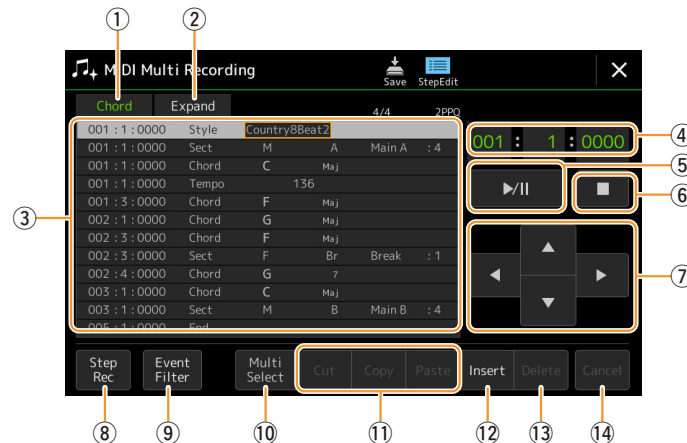 ① ②
MIDI Multi Recording Save StepEdit
Chord Expand 4/4 2PPQ
001 : 1 : 0000 Style Country8Beat2
001 : 1 : 0000 Sect M A Main A : 4
001 : 1 : 0000 Chord C Maj
001 : 1 : 0000 Tempo 136
001 : 3 : 0000 Chord F Maj
002 : 1 : 0000 Chord G Maj
002 : 3 : 0000 Chord F Maj
002 : 3 : 0000 Sect F Br Break : 1
002 : 4 : 0000 Chord G 7
003 : 1 : 0000 Chord C Maj
003 : 1 : 0000 Sect M B Main B : 4
005 : 1 : 0000 End
③
001 : 1 : 0000
④
⑤
⑥
⑦
Step Rec
Event Filter
Multi Select
Cut Copy Paste Insert Delete Cancel
⑧ ⑨ ⑩ ⑪ ⑫ ⑬ ⑭